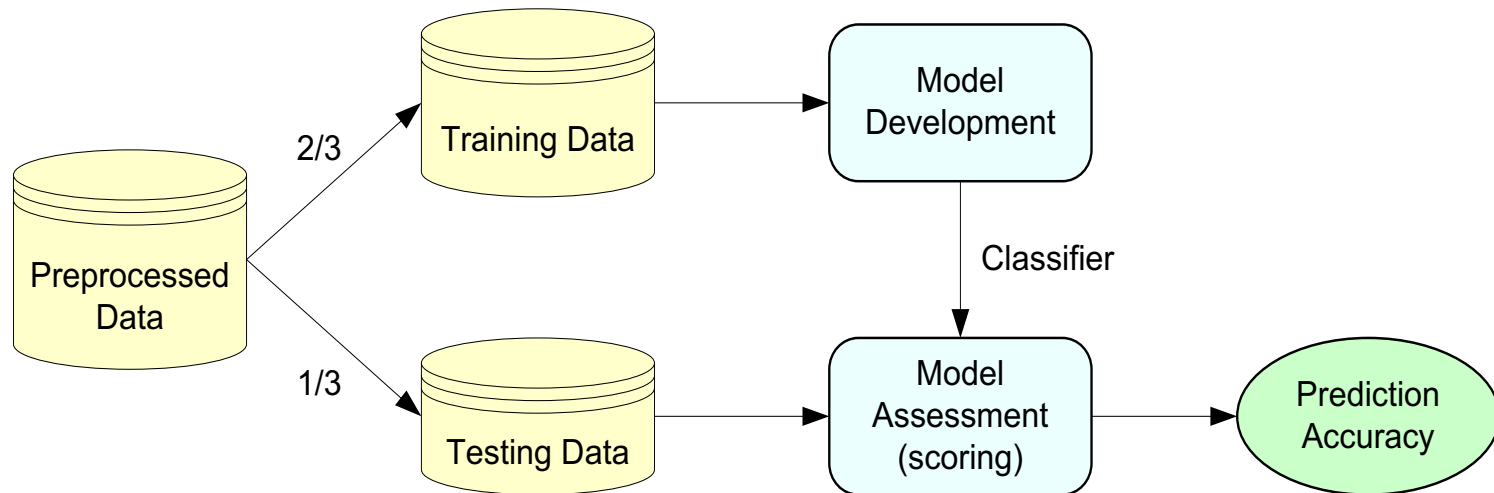 Preprocessed
Data
2/3
1/3
Training Data
Testing Data
Model
Development
Classifier
Model
Assessment
(scoring)
Prediction
Accuracy